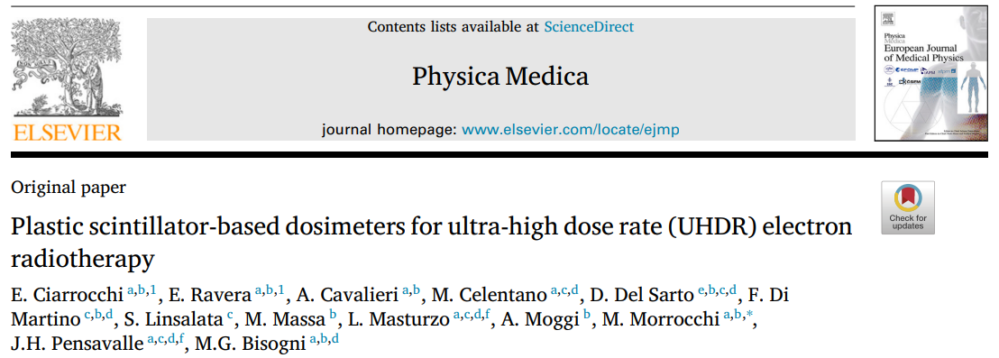 Contents lists available at ScienceDirect
Physica Medica
journal homepage: www.elsevier.com/locate/ejmp
ELSEVIER
Physica
Medica
European Journal
of Medical Physics
Original paper
Check for
updates
Plastic scintillator-based dosimeters for ultra-high dose rate (UHDR) electron
radiotherapy
E. Ciarrocchi a,b,1, E. Ravera a,b,1, A. Cavalieri a,b, M. Celentano a,c,d, D. Del Sarto e,b,c,d, F. Di
Martino c,b,d, S. Linsalata c, M. Massa b, L. Masturzo a,c,d,f, A. Moggi b, M. Morrocchi a,b,*,
J.H. Pensavalle a,c,d,f, M.G. Bisogni a,b,d